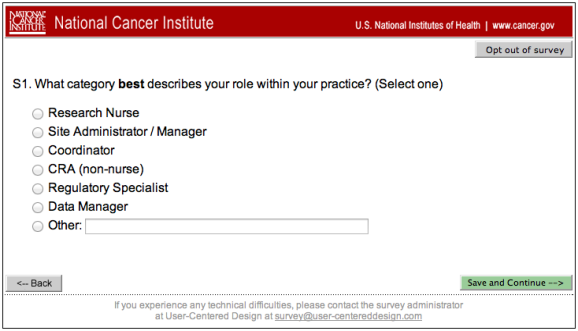 NATIONAL CANCER INSTITUTE National Cancer Institute U.S. National Institutes of Health | www.cancer.gov
Opt out of survey
S1. What category best describes your role within your practice? (Select one)
Research Nurse
Site Administrator / Manager
Coordinator
CRA (non-nurse)
Regulatory Specialist
Data Manager
Other:
<-- Back Save and Continue -->
If you experience any technical difficulties, please contact the survey administrator
at User-Centered Design at survey@user-centereddesign.com